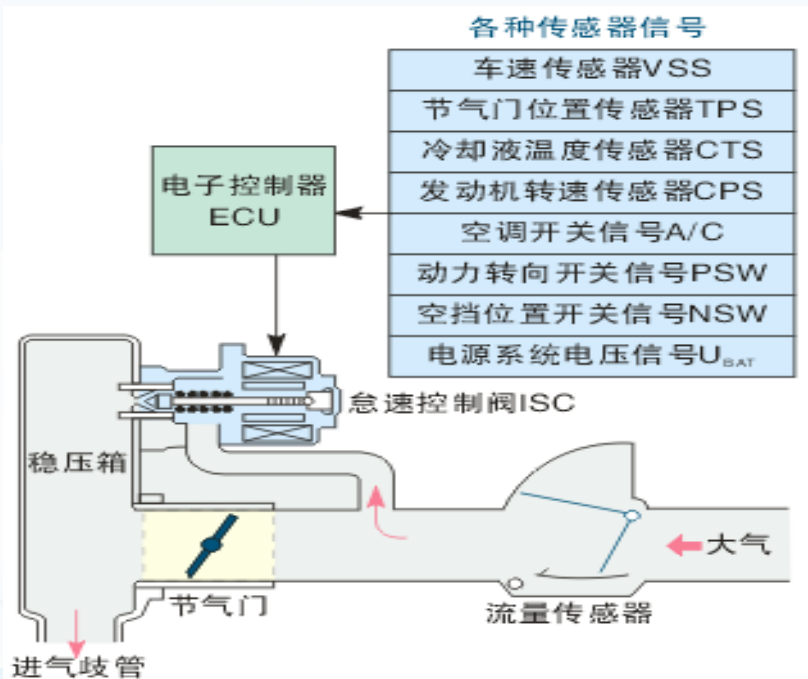 各种传感器信号
车速传感器VSS
节气门位置传感器TPS
冷却液温度传感器CTS
发动机转速传感器CPS
空调开关信号A/C
动力转向开关信号PSW
空挡位置开关信号NSW
电源系统电压信号UBAT
电子控制器
ECU
怠速控制阀ISC
稳压箱
大气
节气门
流量传感器
进气歧管